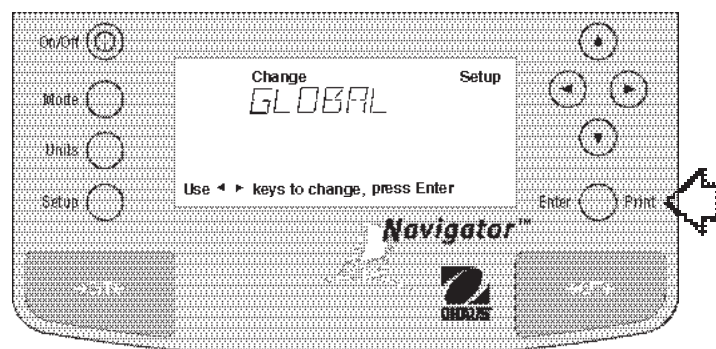 On/Off
Change Setup
GLOBAL
Mode
Units
Use ◄ ► keys to change, press Enter
Setup
Enter Print
Navigator™
→O/T←
OHAUS
→O/T←